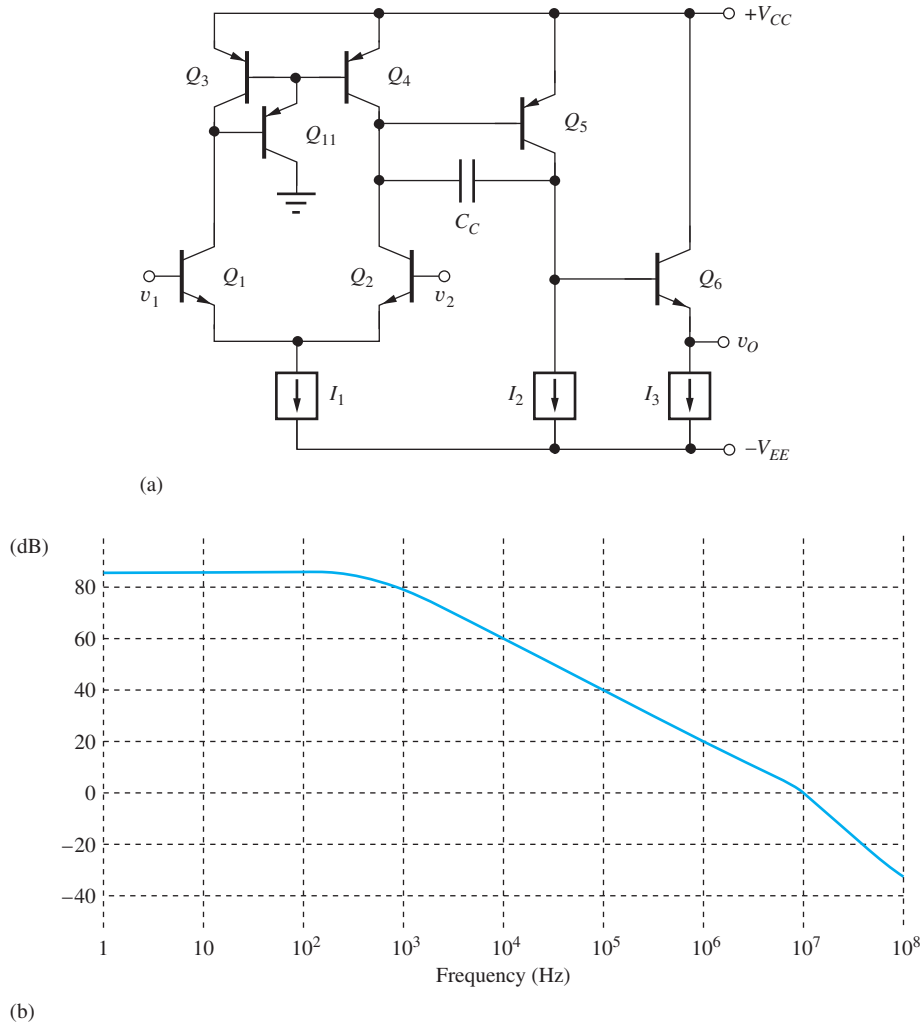 +V_CC
Q_3
Q_4
Q_11
Q_5
C_C
v_1
Q_1
Q_2
v_2
Q_6
v_O
I_1
I_2
I_3
−V_EE
(a)
(dB)
80
60
40
20
0
−20
−40
1
10
10^2
10^3
10^4
10^5
10^6
10^7
10^8
Frequency (Hz)
(b)